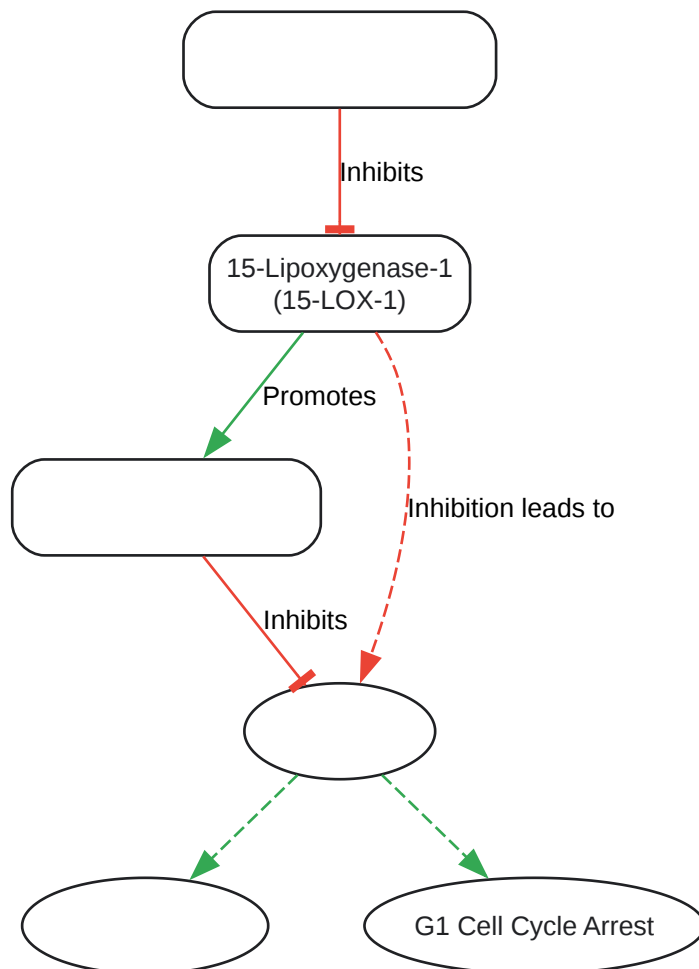 Inhibits
15-Lipoxygenase-1
(15-LOX-1)
Promotes
Inhibition leads to
Inhibits
G1 Cell Cycle Arrest